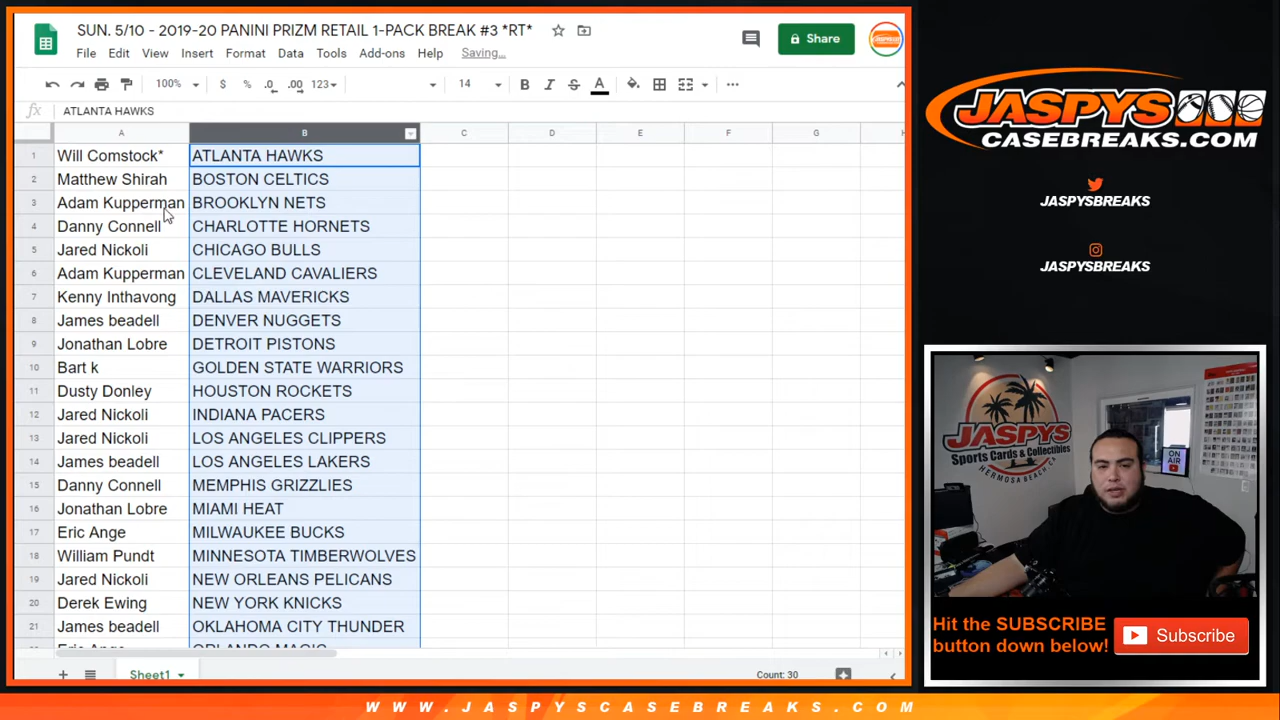 SUN. 5/10 - 2019-20 PANINI PRIZM RETAIL 1-PACK BREAK #3 *RT*
File Edit View Insert Format Data Tools Add-ons Help Saving...
Share
100% $ % .0 .00 123 14 B I S A
fx ATLANTA HAWKS
A B C D E F G H
1 Will Comstock* ATLANTA HAWKS
2 Matthew Shirah BOSTON CELTICS
3 Adam Kupperman BROOKLYN NETS
4 Danny Connell CHARLOTTE HORNETS
5 Jared Nickoli CHICAGO BULLS
6 Adam Kupperman CLEVELAND CAVALIERS
7 Kenny Inthavong DALLAS MAVERICKS
8 James beadell DENVER NUGGETS
9 Jonathan Lobre DETROIT PISTONS
10 Bart k GOLDEN STATE WARRIORS
11 Dusty Donley HOUSTON ROCKETS
12 Jared Nickoli INDIANA PACERS
13 Jared Nickoli LOS ANGELES CLIPPERS
14 James beadell LOS ANGELES LAKERS
15 Danny Connell MEMPHIS GRIZZLIES
16 Jonathan Lobre MIAMI HEAT
17 Eric Ange MILWAUKEE BUCKS
18 William Pundt MINNESOTA TIMBERWOLVES
19 Jared Nickoli NEW ORLEANS PELICANS
20 Derek Ewing NEW YORK KNICKS
21 James beadell OKLAHOMA CITY THUNDER
Eric Ange ORLANDO MAGIC
Sheet1
Count: 30
JASPYS
CASEBREAKS.COM
JASPYSBREAKS
JASPYSBREAKS
JASPYS
Sports Cards & Collectibles
HERMOSA BEACH, CA
ON AIR
Hit the SUBSCRIBE
button down below!
Subscribe
WWW.JASPYSCASEBREAKS.COM